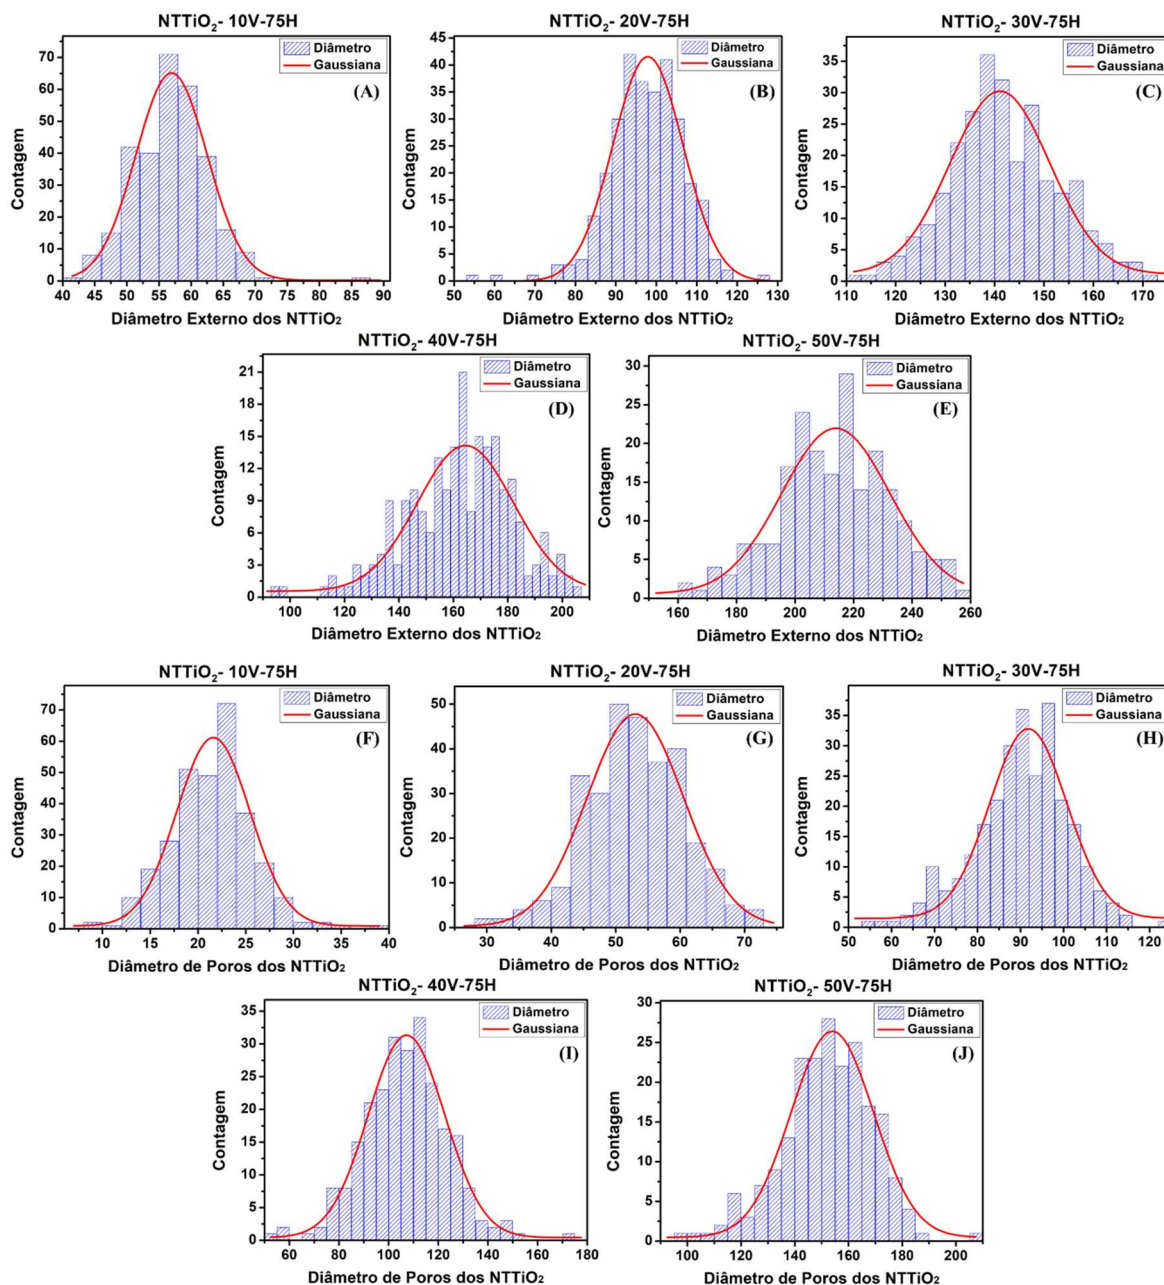 NTTiO2- 10V-75H
Contagem
70
60
50
40
30
20
10
0
Diâmetro
Gaussiana
(A)
40 45 50 55 60 65 70 75 80 85 90
Diâmetro Externo dos NTTiO2
NTTiO2- 20V-75H
Contagem
45
40
35
30
25
20
15
10
5
0
Diâmetro
Gaussiana
(B)
50 60 70 80 90 100 110 120 130
Diâmetro Externo dos NTTiO2
NTTiO2- 30V-75H
Contagem
35
30
25
20
15
10
5
0
Diâmetro
Gaussiana
(C)
110 120 130 140 150 160 170
Diâmetro Externo dos NTTiO2
NTTiO2- 40V-75H
Contagem
21
18
15
12
9
6
3
0
Diâmetro
Gaussiana
(D)
100 120 140 160 180 200
Diâmetro Externo dos NTTiO2
NTTiO2- 50V-75H
Contagem
30
25
20
15
10
5
0
Diâmetro
Gaussiana
(E)
160 180 200 220 240 260
Diâmetro Externo dos NTTiO2
NTTiO2- 10V-75H
Contagem
70
60
50
40
30
20
10
0
Diâmetro
Gaussiana
(F)
10 15 20 25 30 35 40
Diâmetro de Poros dos NTTiO2
NTTiO2- 20V-75H
Contagem
50
40
30
20
10
0
Diâmetro
Gaussiana
(G)
30 40 50 60 70
Diâmetro de Poros dos NTTiO2
NTTiO2- 30V-75H
Contagem
35
30
25
20
15
10
5
0
Diâmetro
Gaussiana
(H)
50 60 70 80 90 100 110 120
Diâmetro de Poros dos NTTiO2
NTTiO2- 40V-75H
Contagem
35
30
25
20
15
10
5
0
Diâmetro
Gaussiana
(I)
60 80 100 120 140 160 180
Diâmetro de Poros dos NTTiO2
NTTiO2- 50V-75H
Contagem
30
25
20
15
10
5
0
Diâmetro
Gaussiana
(J)
100 120 140 160 180 200
Diâmetro de Poros dos NTTiO2